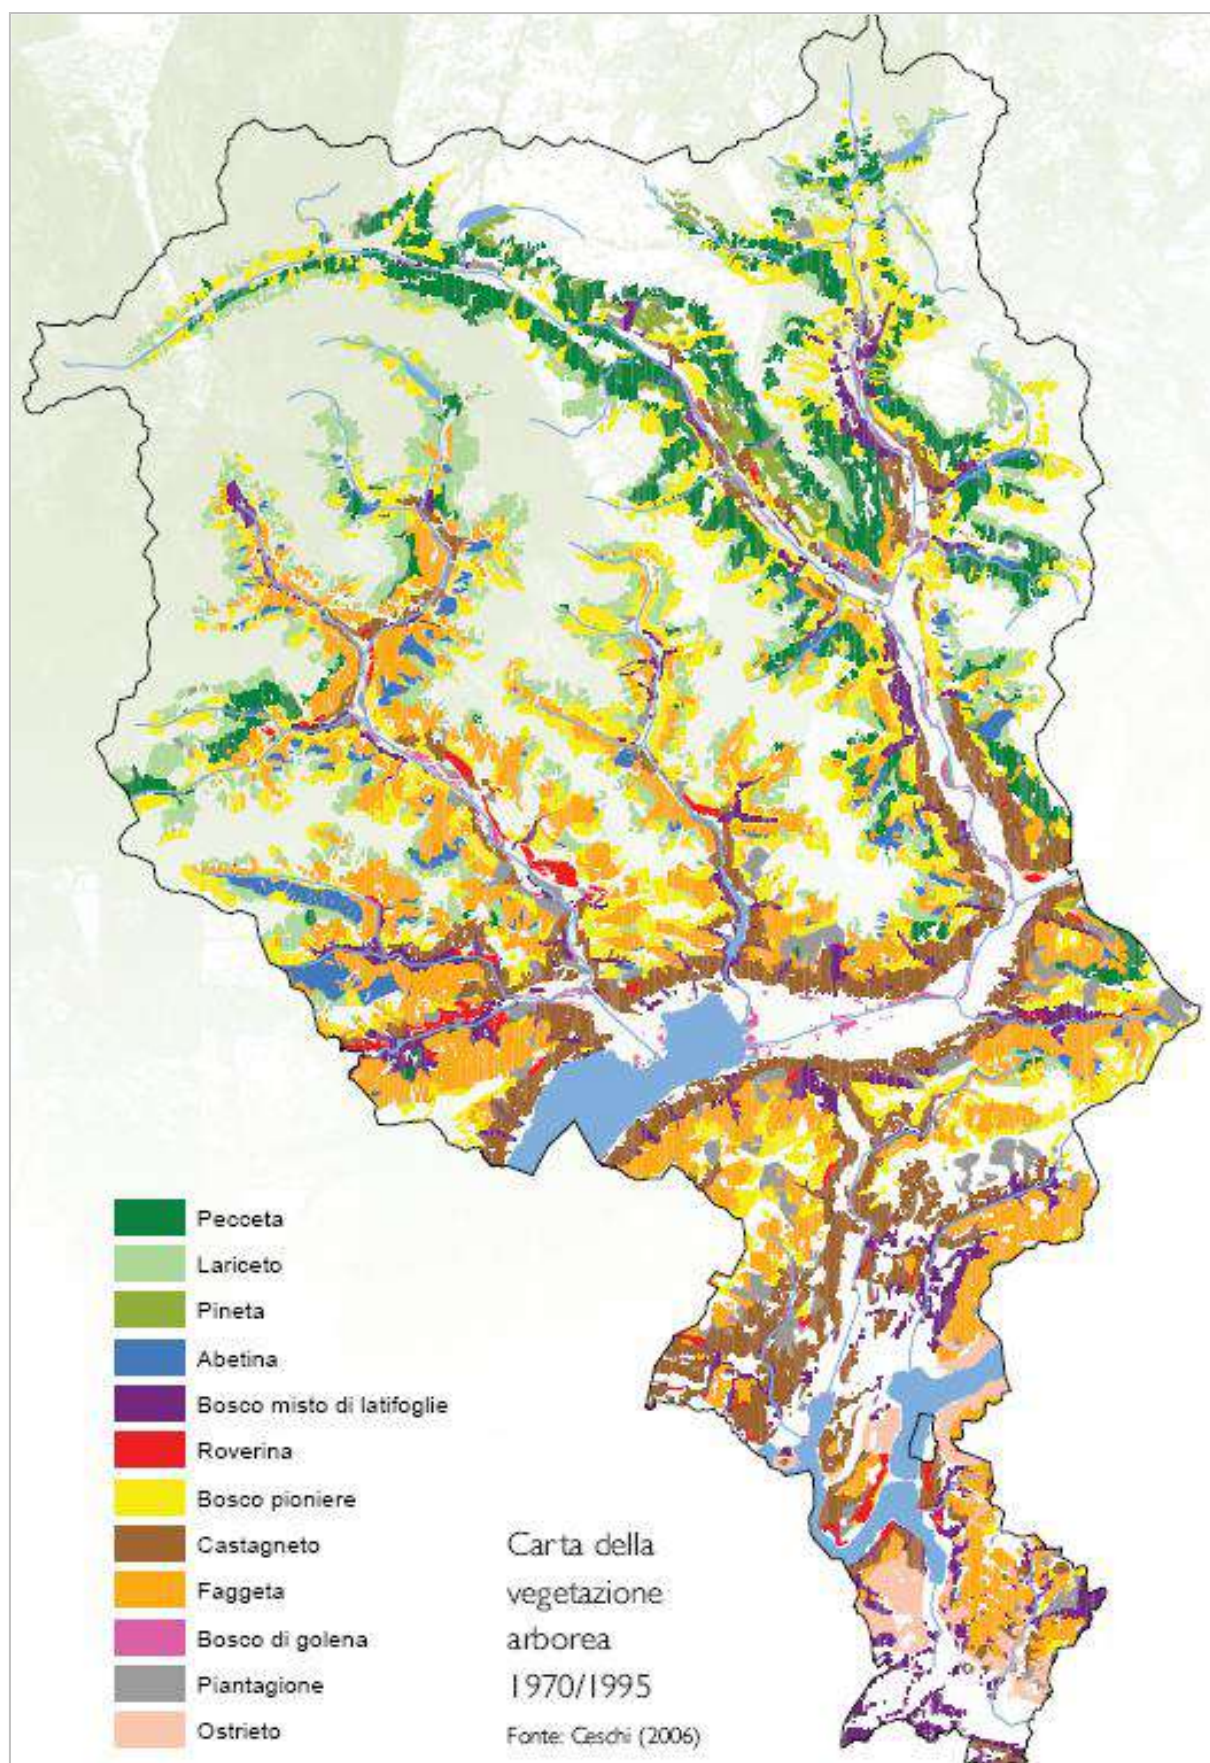 Pecceta
Lariceto
Pineta
Abetina
Bosco misto di latifoglie
Roverina
Bosco pioniere
Castagneto
Faggeta
Bosco di golena
Piantagione
Ostrieto
Carta della
vegetazione
arborea
1970/1995
Fonte: Ceschi (2006)